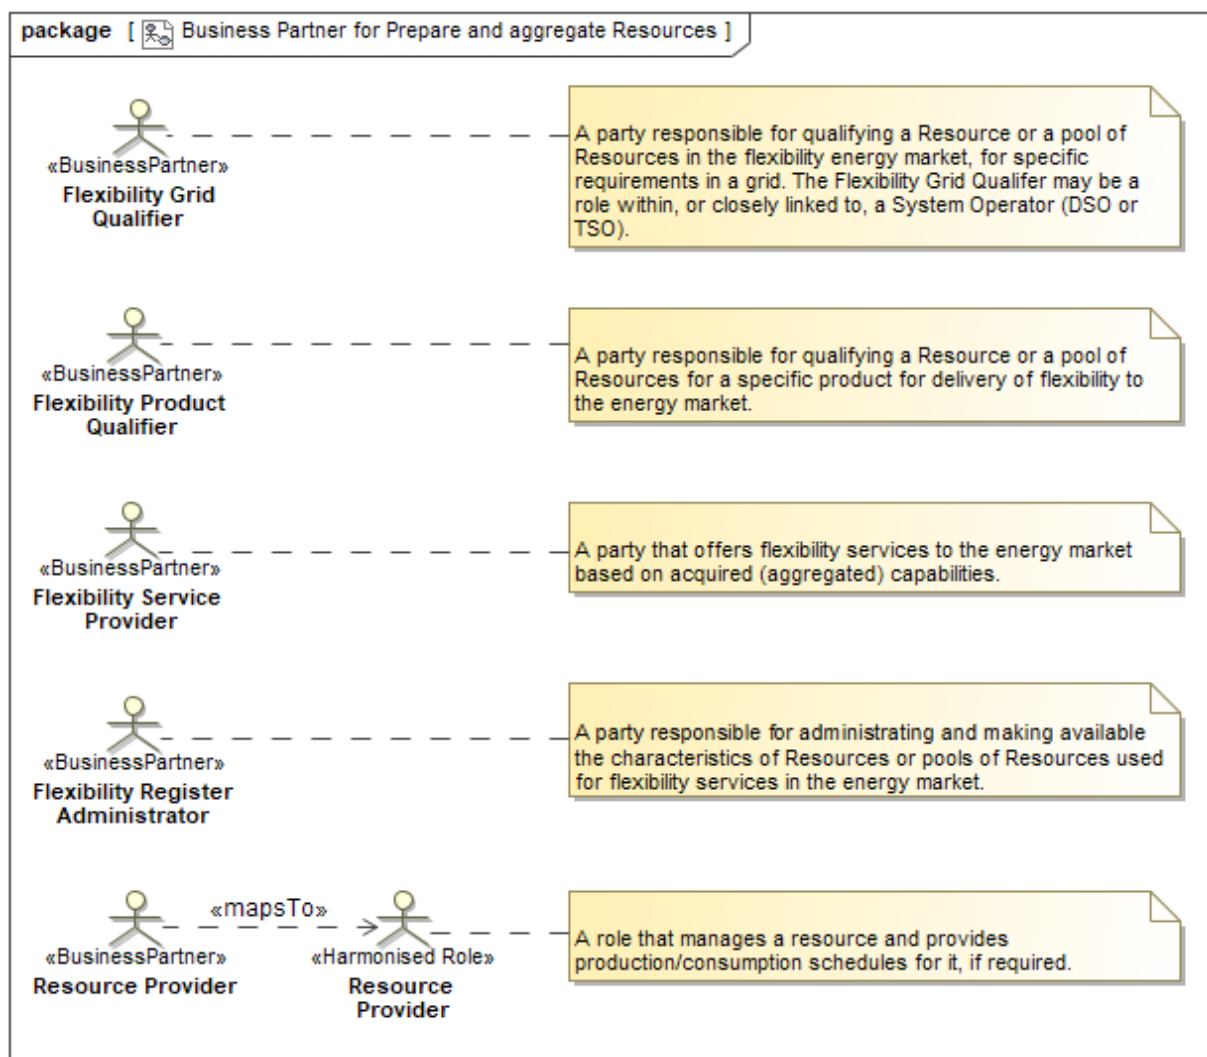 package [ Business Partner for Prepare and aggregate Resources ]
«BusinessPartner»
Flexibility Grid
Qualifier
A party responsible for qualifying a Resource or a pool of
Resources in the flexibility energy market, for specific
requirements in a grid. The Flexibility Grid Qualifer may be a
role within, or closely linked to, a System Operator (DSO or
TSO).
«BusinessPartner»
Flexibility Product
Qualifier
A party responsible for qualifying a Resource or a pool of
Resources for a specific product for delivery of flexibility to
the energy market.
«BusinessPartner»
Flexibility Service
Provider
A party that offers flexibility services to the energy market
based on acquired (aggregated) capabilities.
«BusinessPartner»
Flexibility Register
Administrator
A party responsible for administrating and making available
the characteristics of Resources or pools of Resources used
for flexibility services in the energy market.
«BusinessPartner»
Resource Provider
«mapsTo»
«Harmonised Role»
Resource
Provider
A role that manages a resource and provides
production/consumption schedules for it, if required.